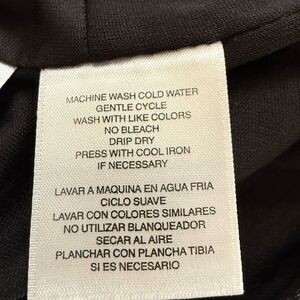 MACHINE WASH COLD WATER
GENTLE CYCLE
WASH WITH LIKE COLORS
NO BLEACH
DRIP DRY
PRESS WITH COOL IRON
IF NECESSARY
LAVAR A MAQUINA EN AGUA FRIA
CICLO SUAVE
LAVAR CON COLORES SIMILARES
NO UTILIZAR BLANQUEADOR
SECAR AL AIRE
PLANCHAR CON PLANCHA TIBIA
SI ES NECESARIO